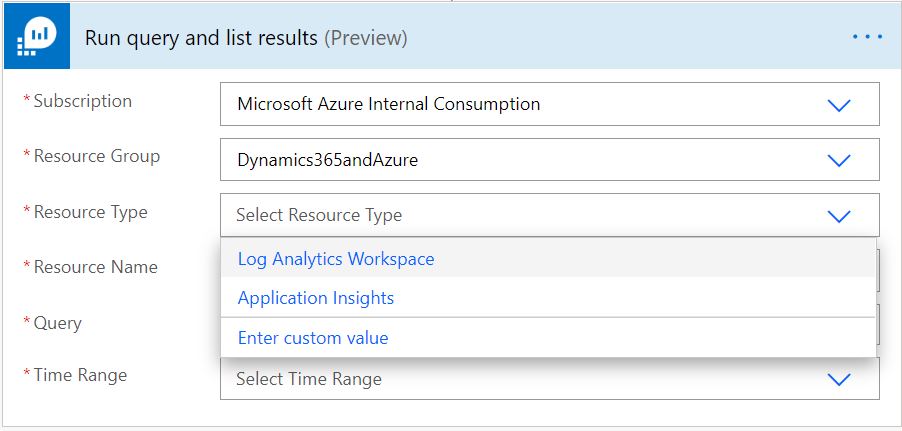 Run query and list results (Preview)
* Subscription
Microsoft Azure Internal Consumption
* Resource Group
Dynamics365andAzure
* Resource Type
Select Resource Type
Log Analytics Workspace
* Resource Name
Application Insights
* Query
Enter custom value
* Time Range
Select Time Range